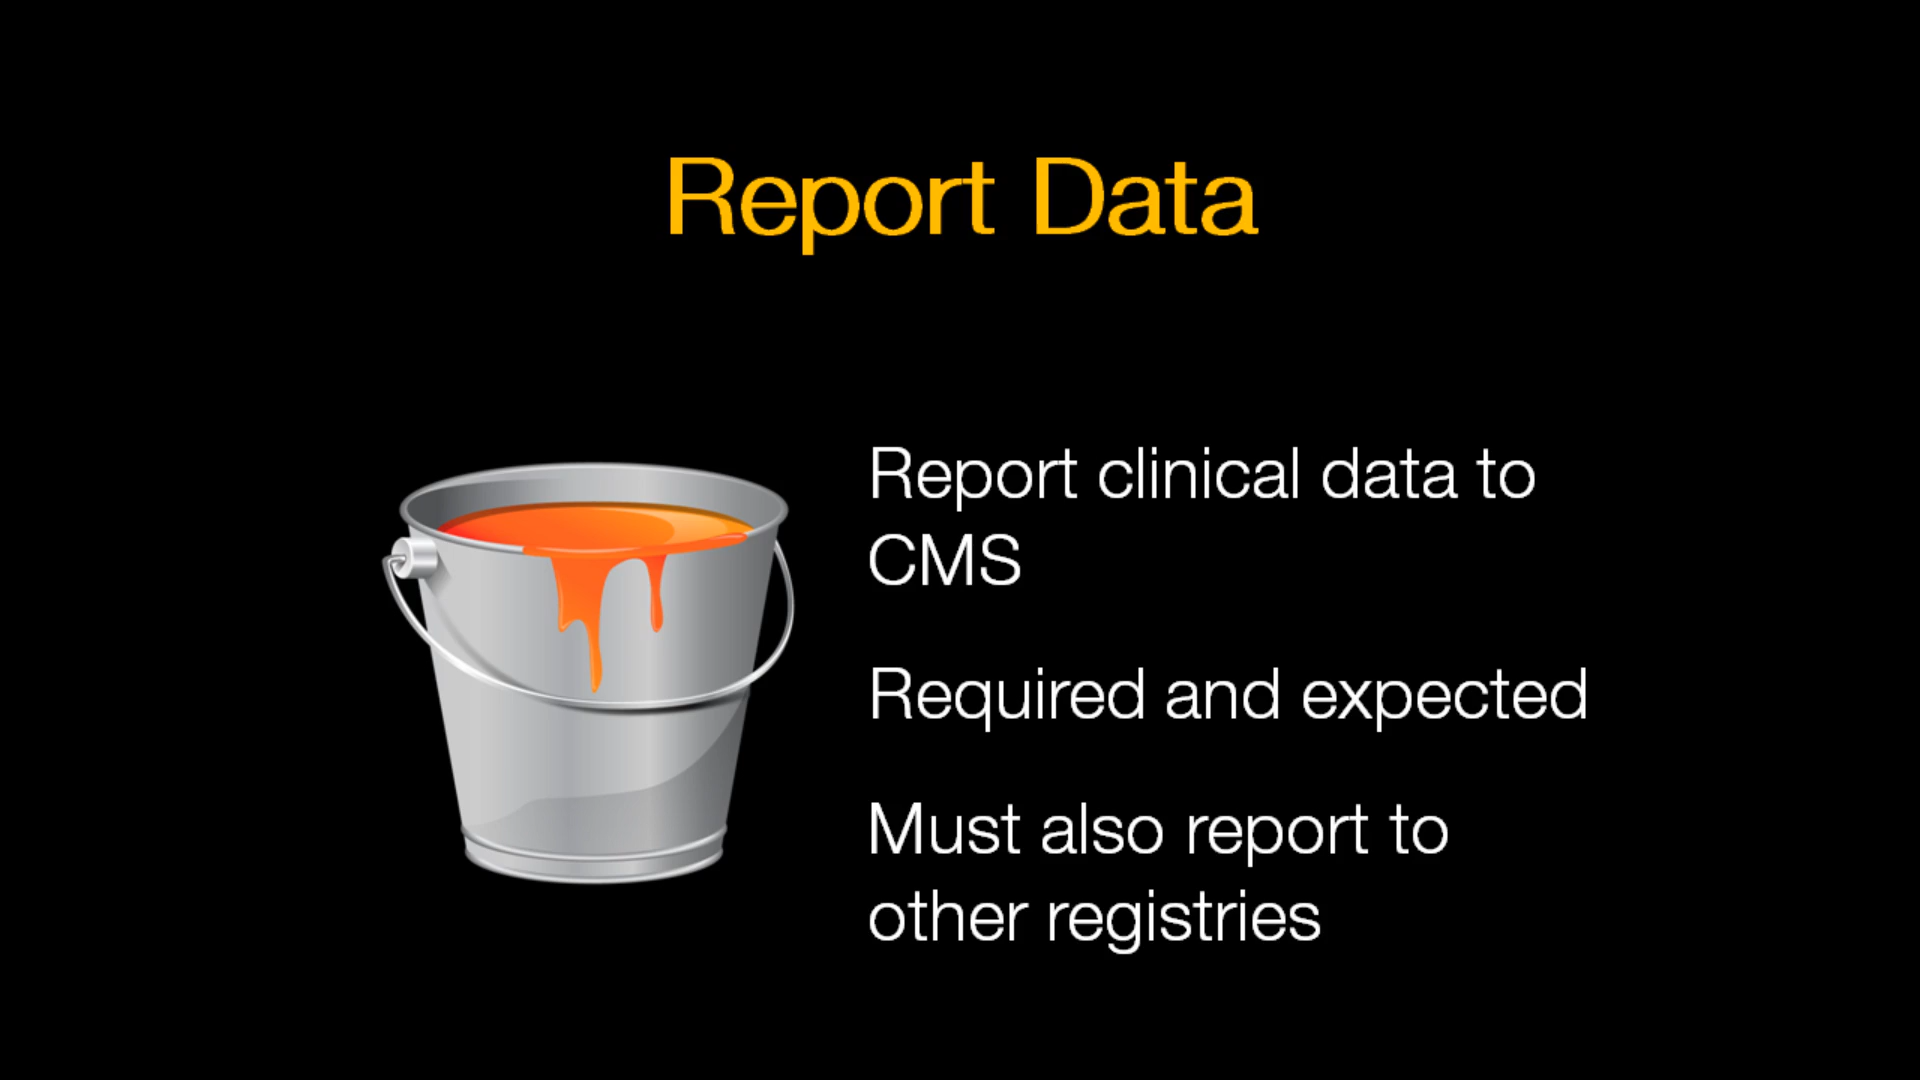 Report Data
Report clinical data to
CMS
Required and expected
Must also report to
other registries